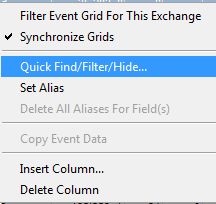 Filter Event Grid For This Exchange
Synchronize Grids
Quick Find/Filter/Hide...
Set Alias
Delete All Aliases For Field(s)
Copy Event Data
Insert Column...
Delete Column